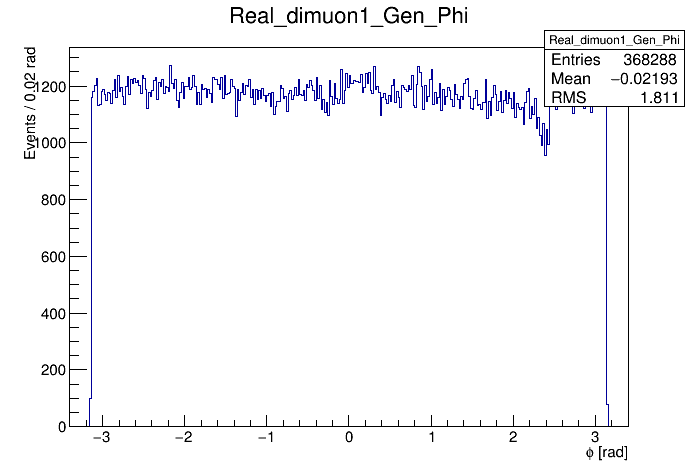 Real_dimuon1_Gen_Phi
Real_dimuon1_Gen_Phi
Entries 368288
Mean −0.02193
RMS 1.811
Events / 0.02 rad
1200
1000
800
600
400
200
0
−3 −2 −1 0 1 2 3
ϕ [rad]